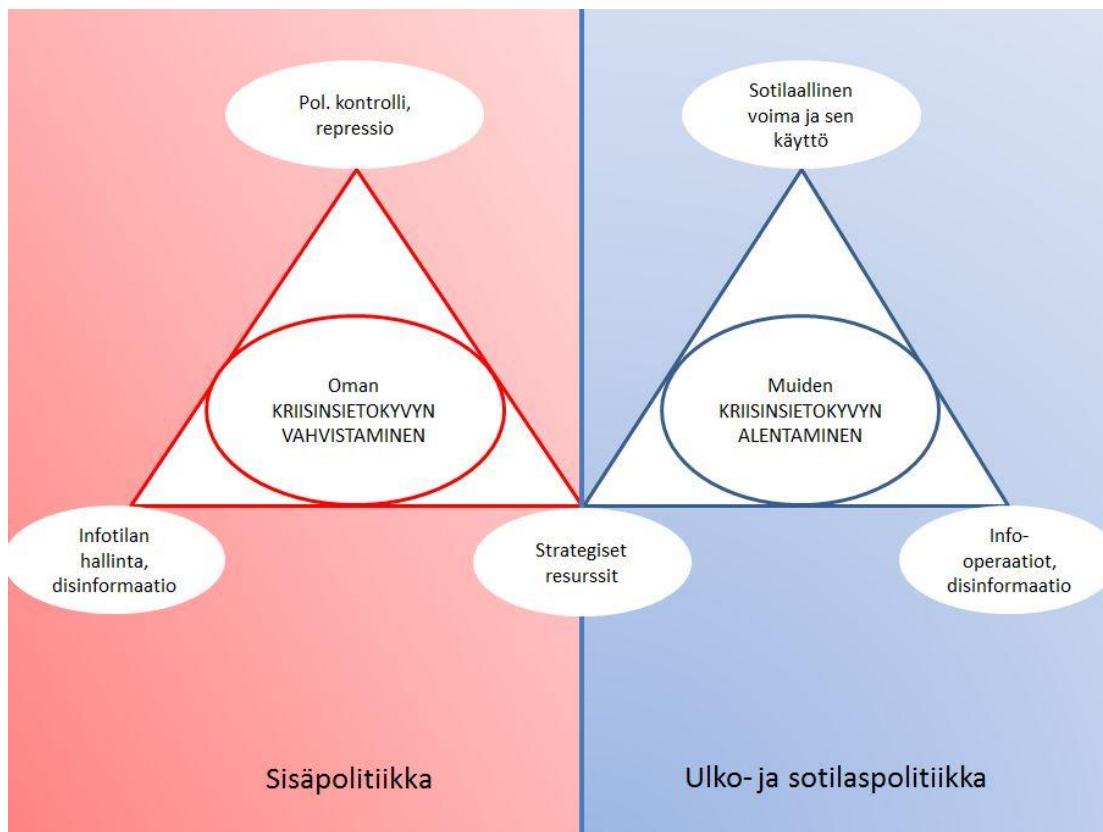 Pol. kontrolli,
repressio
Sotilaallinen
voima ja sen
käyttö
Oman
KRIISINSIETOKYVYN
VAHVISTAMINEN
Muiden
KRIISINSIETOKYVYN
ALENTAMINEN
Infotilan
hallinta,
disinformaatio
Strategiset
resurssit
Info-
operaatiot,
disinformaatio
Sisäpolitiikka
Ulko- ja sotilaspolitiikka